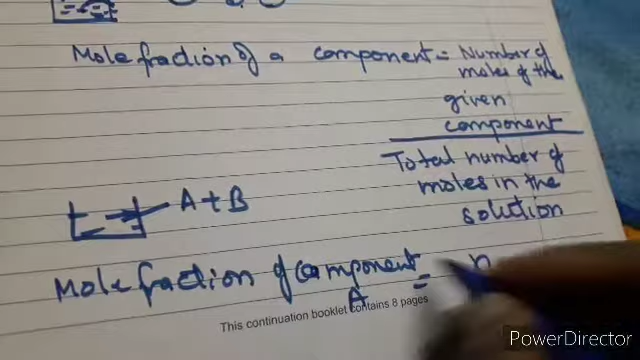 Mole fraction of a component = Number of
moles of the
given
component
Total number of
moles in the
solution
A + B
Mole fraction of component = n
A
This continuation booklet contains 8 pages
PowerDirector